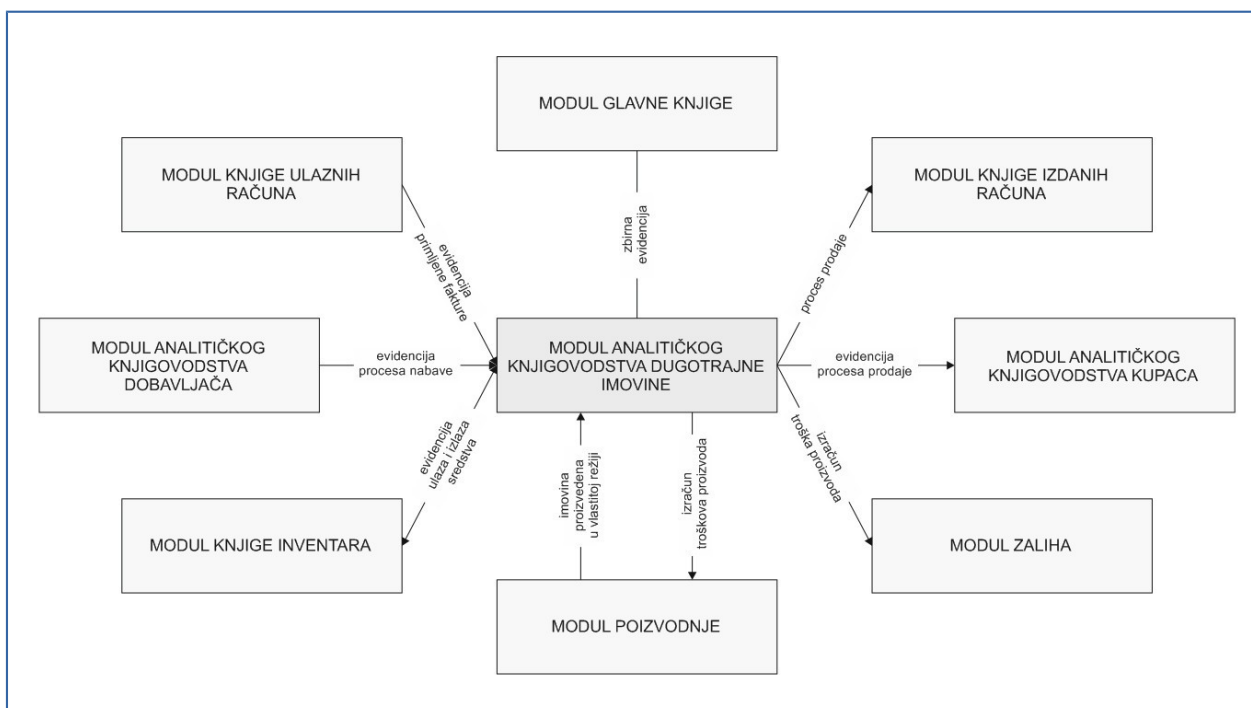 MODUL GLAVNE KNJIGE
MODUL KNJIGE ULAZNIH
RAČUNA
MODUL KNJIGE IZDANIH
RAČUNA
evidencija
primljene fakture
zbirna
evidencija
proces prodaje
MODUL ANALITIČKOG
KNJIGOVODSTVA
DOBAVLJAČA
evidencija
procesa nabave
MODUL ANALITIČKOG
KNJIGOVODSTVA DUGOTRAJNE
IMOVINE
evidencija
procesa prodaje
MODUL ANALITIČKOG
KNJIGOVODSTVA KUPACA
evidencija
ulaza i izlaza
sredstva
imovina
proizvedena
u vlastitoj režiji
izračun
troškova proizvoda
izračun
troška proizvoda
MODUL KNJIGE INVENTARA
MODUL POIZVODNJE
MODUL ZALIHA